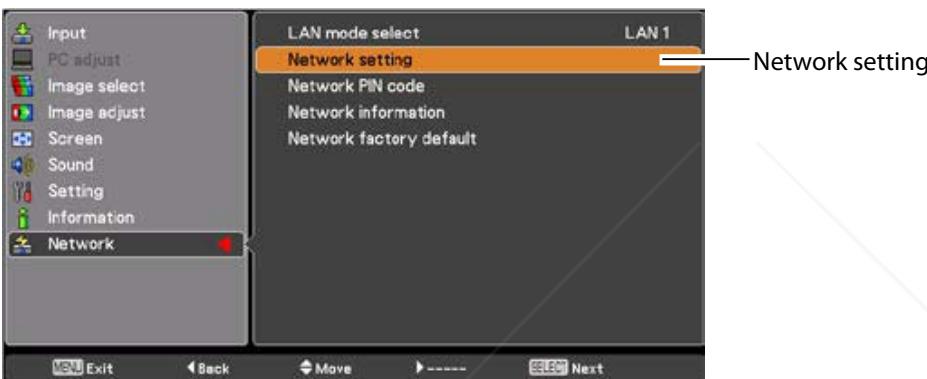 Input
PC adjust
Image select
Image adjust
Screen
Sound
Setting
Information
Network
LAN mode select LAN 1
Network setting
Network PIN code
Network information
Network factory default
Network setting
MENU Exit Back Move ----- SELECT Next